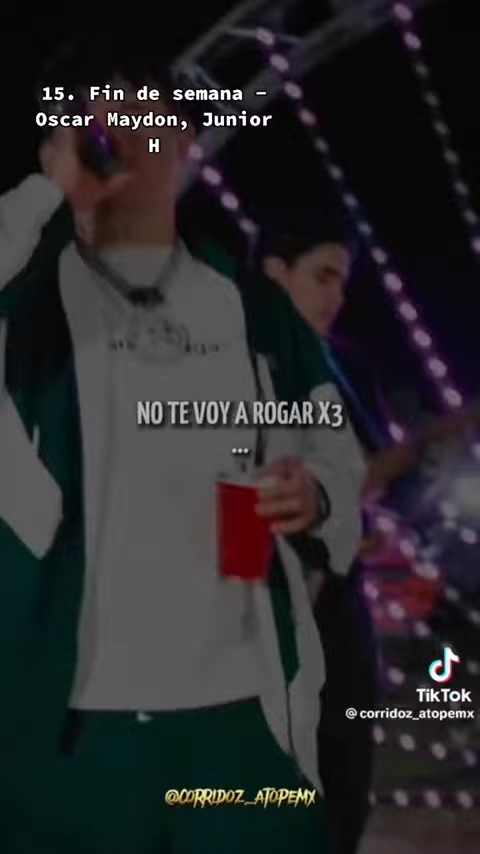 15. Fin de semana -
Oscar Maydon, Junior
H
NO TE VOY A ROGAR X3
...
TikTok
@corridoz_atopemx
@CORRIDOZ_ATOPEMX